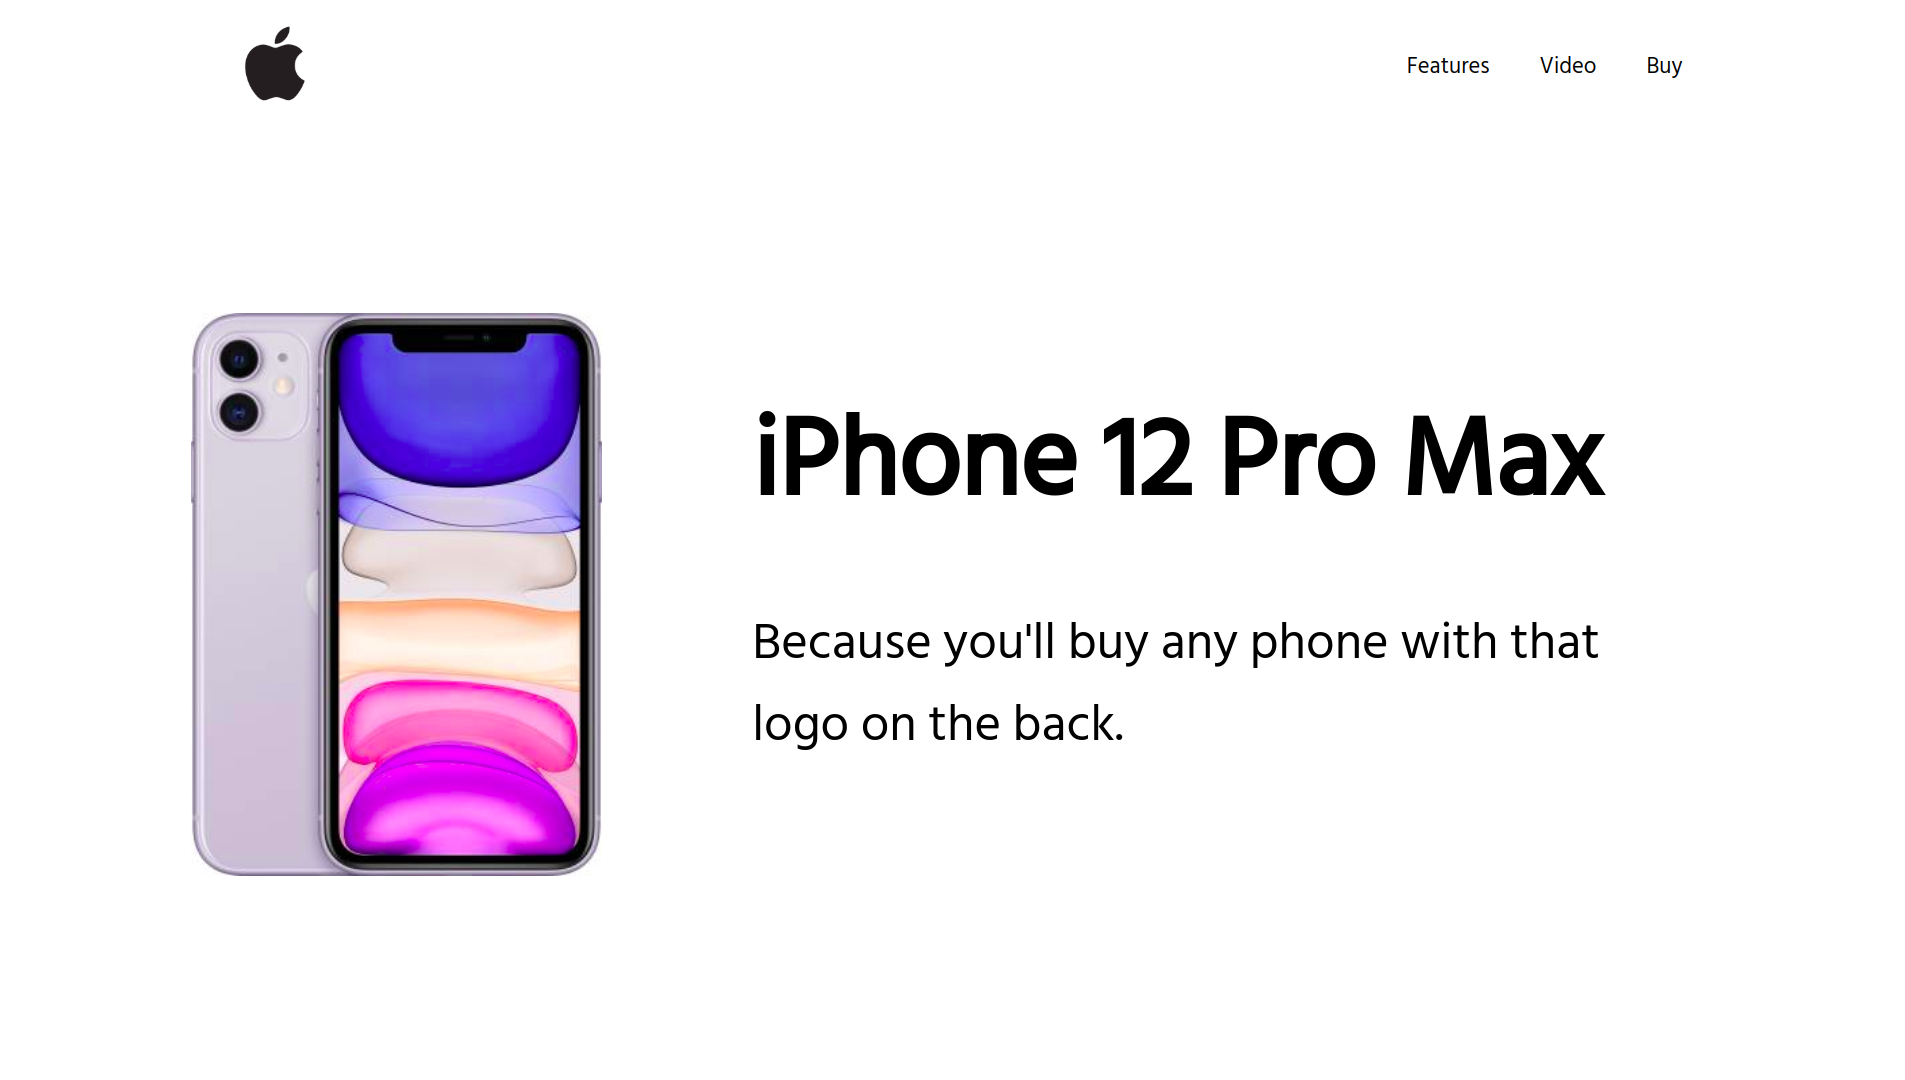 Features Video Buy
iPhone 12 Pro Max
Because you'll buy any phone with that
logo on the back.